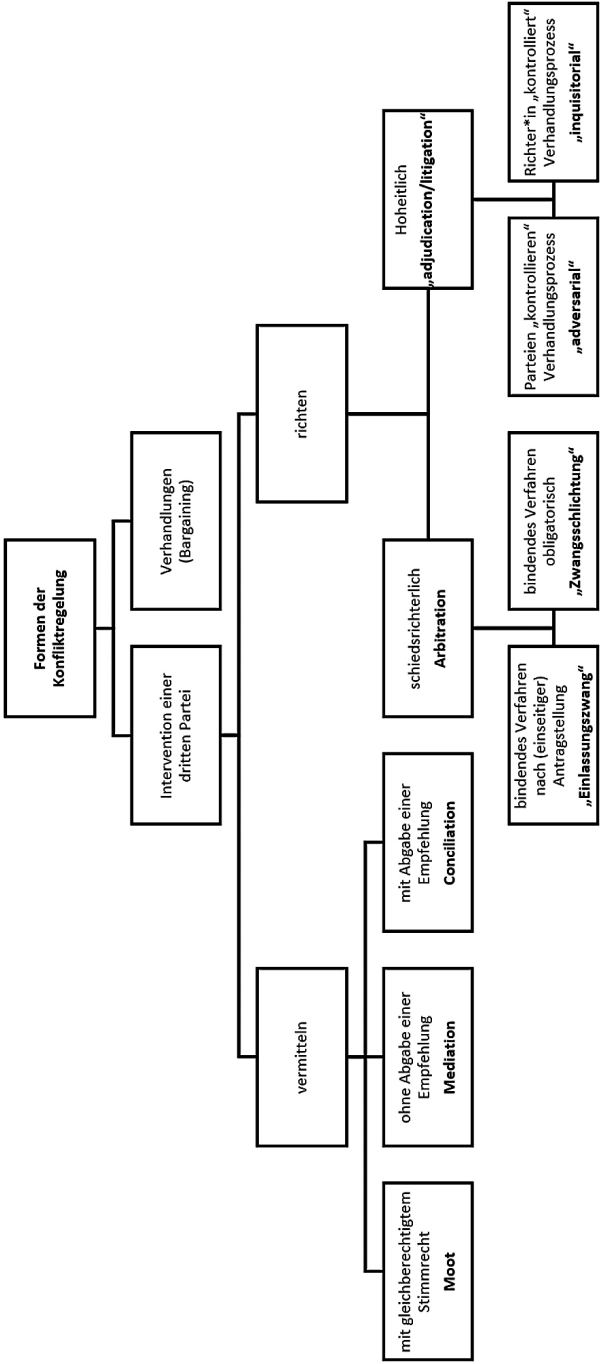 Formen der
Konfliktregelung
Intervention einer
dritten Partei
Verhandlungen
(Bargaining)
vermitteln
richten
mit gleichberechtigtem
Stimmrecht
Moot
ohne Abgabe einer
Empfehlung
Mediation
mit Abgabe einer
Empfehlung
Conciliation
schiedsrichterlich
Arbitration
Hoheitlich
„adjudication/litigation“
bindendes Verfahren
nach (einseitiger)
Antragstellung
„Einlassungszwang“
bindendes Verfahren
obligatorisch
„Zwangsschlichtung“
Parteien „kontrollieren“
Verhandlungsprozess
„adversarial“
Richter*in „kontrolliert“
Verhandlungsprozess
„inquisitorial“